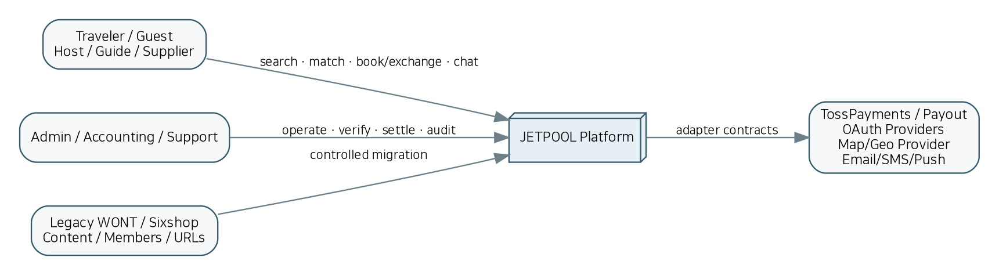 Traveler / Guest
Host / Guide / Supplier
search · match · book/exchange · chat
Admin / Accounting / Support
operate · verify · settle · audit
controlled migration
Legacy WONT / Sixshop
Content / Members / URLs
JETPOOL Platform
adapter contracts
TossPayments / Payout
OAuth Providers
Map/Geo Provider
Email/SMS/Push